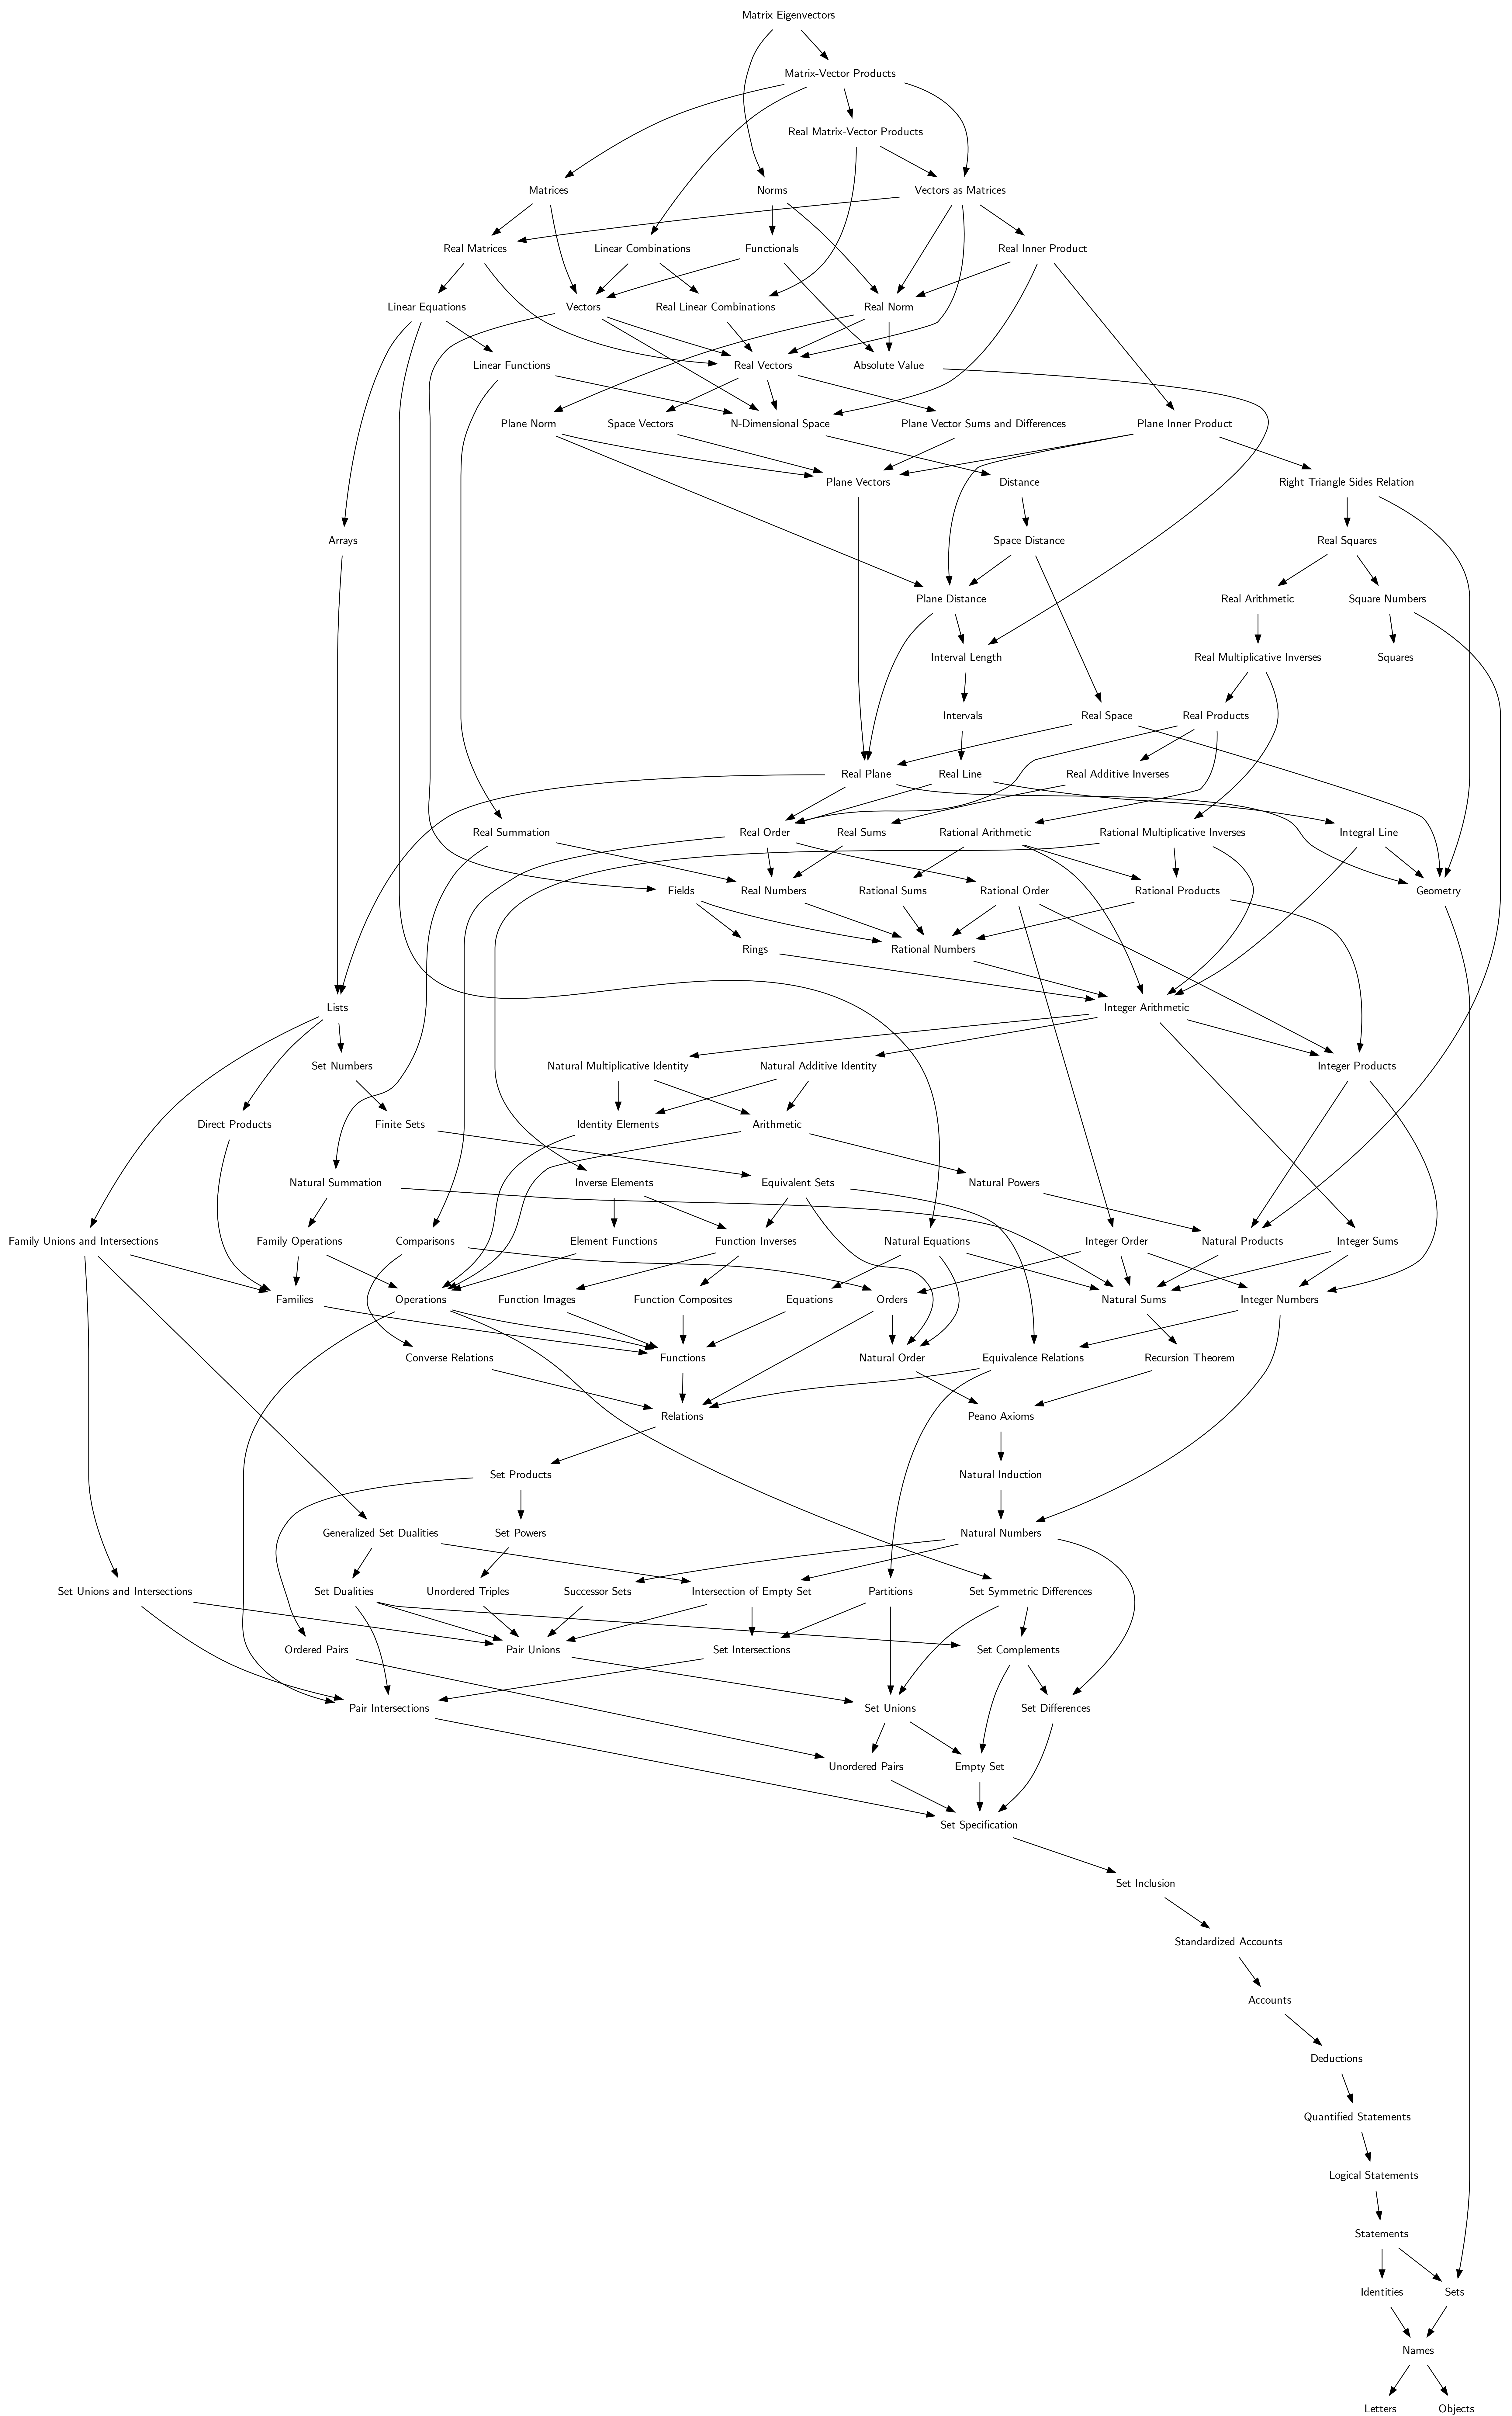 Matrix Eigenvectors
Matrix-Vector Products
Real Matrix-Vector Products
Matrices
Norms
Vectors as Matrices
Real Matrices
Linear Combinations
Functionals
Real Inner Product
Linear Equations
Vectors
Real Linear Combinations
Real Norm
Linear Functions
Real Vectors
Absolute Value
Plane Norm
Space Vectors
N-Dimensional Space
Plane Vector Sums and Differences
Plane Inner Product
Plane Vectors
Distance
Right Triangle Sides Relation
Arrays
Space Distance
Real Squares
Plane Distance
Real Arithmetic
Square Numbers
Interval Length
Real Multiplicative Inverses
Squares
Intervals
Real Space
Real Products
Real Plane
Real Line
Real Additive Inverses
Real Summation
Real Order
Real Sums
Rational Arithmetic
Rational Multiplicative Inverses
Integral Line
Fields
Real Numbers
Rational Sums
Rational Order
Rational Products
Geometry
Rings
Rational Numbers
Lists
Integer Arithmetic
Set Numbers
Natural Multiplicative Identity
Natural Additive Identity
Integer Products
Direct Products
Finite Sets
Identity Elements
Arithmetic
Natural Summation
Inverse Elements
Equivalent Sets
Natural Powers
Family Unions and Intersections
Family Operations
Comparisons
Element Functions
Function Inverses
Natural Equations
Integer Order
Natural Products
Integer Sums
Families
Operations
Function Images
Function Composites
Equations
Orders
Natural Sums
Integer Numbers
Converse Relations
Functions
Natural Order
Equivalence Relations
Recursion Theorem
Relations
Peano Axioms
Set Products
Natural Induction
Generalized Set Dualities
Set Powers
Natural Numbers
Set Unions and Intersections
Set Dualities
Unordered Triples
Successor Sets
Intersection of Empty Set
Partitions
Set Symmetric Differences
Ordered Pairs
Pair Unions
Set Intersections
Set Complements
Pair Intersections
Set Unions
Set Differences
Unordered Pairs
Empty Set
Set Specification
Set Inclusion
Standardized Accounts
Accounts
Deductions
Quantified Statements
Logical Statements
Statements
Identities
Sets
Names
Letters
Objects